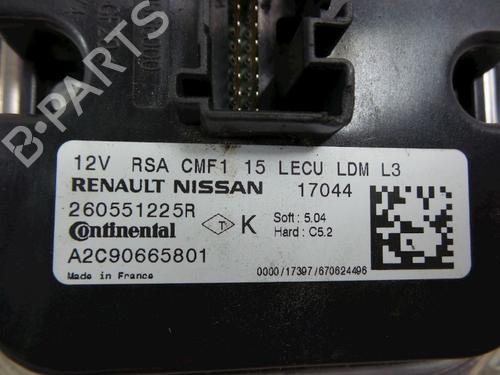 B-PARTS
12V RSA CMF1 15 LECU LDM L3
RENAULT NISSAN 17044
260551225R
Continental T K Soft : 5.04
Hard : C5.2
A2C90665801
Made in France 0000/17397/670624496